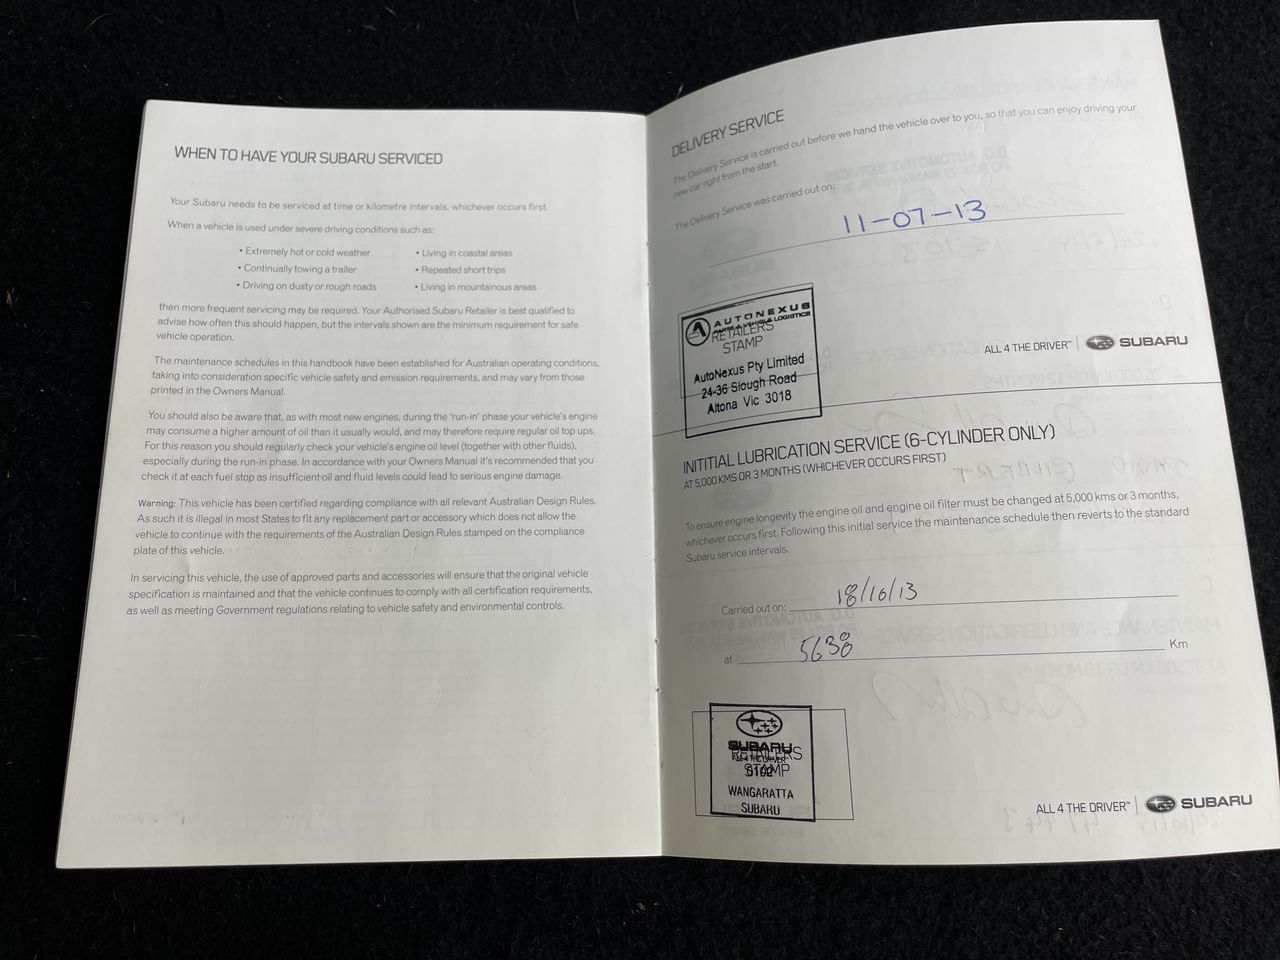 WHEN TO HAVE YOUR SUBARU SERVICED
Your Subaru needs to be serviced at time or kilometre intervals, whichever occurs first.
When a vehicle is used under severe driving conditions such as:
• Extremely hot or cold weather
• Continually towing a trailer
• Driving on dusty or rough roads
• Living in coastal areas
• Repeated short trips
• Living in mountainous areas
then more frequent servicing may be required. Your Authorised Subaru Retailer is best qualified to
advise how often this should happen, but the intervals shown are the minimum requirement for safe
vehicle operation.
The maintenance schedules in this handbook have been established for Australian operating conditions,
taking into consideration specific vehicle safety and emission requirements, and may vary from those
printed in the Owners Manual.
You should also be aware that, as with most new engines, during the 'run-in' phase your vehicle's engine
may consume a higher amount of oil than it usually would, and may therefore require regular oil top ups.
For this reason you should regularly check your vehicle's engine oil level (together with other fluids),
especially during the run-in phase. In accordance with your Owners Manual it's recommended that you
check it at each fuel stop as insufficient oil and fluid levels could lead to serious engine damage.
Warning: This vehicle has been certified regarding compliance with all relevant Australian Design Rules.
As such it is illegal in most States to fit any replacement part or accessory which does not allow the
vehicle to continue with the requirements of the Australian Design Rules stamped on the compliance
plate of this vehicle.
In servicing this vehicle, the use of approved parts and accessories will ensure that the original vehicle
specification is maintained and that the vehicle continues to comply with all certification requirements,
as well as meeting Government regulations relating to vehicle safety and environmental controls.
DELIVERY SERVICE
The Delivery Service is carried out before we hand the vehicle over to you, so that you can enjoy driving your
new car right from the start.
The Delivery Service was carried out on: 11-07-13
AUTONEXUS
PARTS & VEHICLE LOGISTICS
RETAILERS
STAMP
AutoNexus Pty Limited
24-36 Slough Road
Altona Vic 3018
ALL 4 THE DRIVER™ | SUBARU
INITITIAL LUBRICATION SERVICE (6-CYLINDER ONLY)
AT 5,000 KMS OR 3 MONTHS (WHICHEVER OCCURS FIRST)
To ensure engine longevity the engine oil and engine oil filter must be changed at 5,000 kms or 3 months,
whichever occurs first. Following this initial service the maintenance schedule then reverts to the standard
Subaru service intervals.
Carried out on: 18/10/13
at 5638 Km
SUBARU
RETAILERS
STAMP
WANGARATTA
SUBARU
ALL 4 THE DRIVER™ | SUBARU